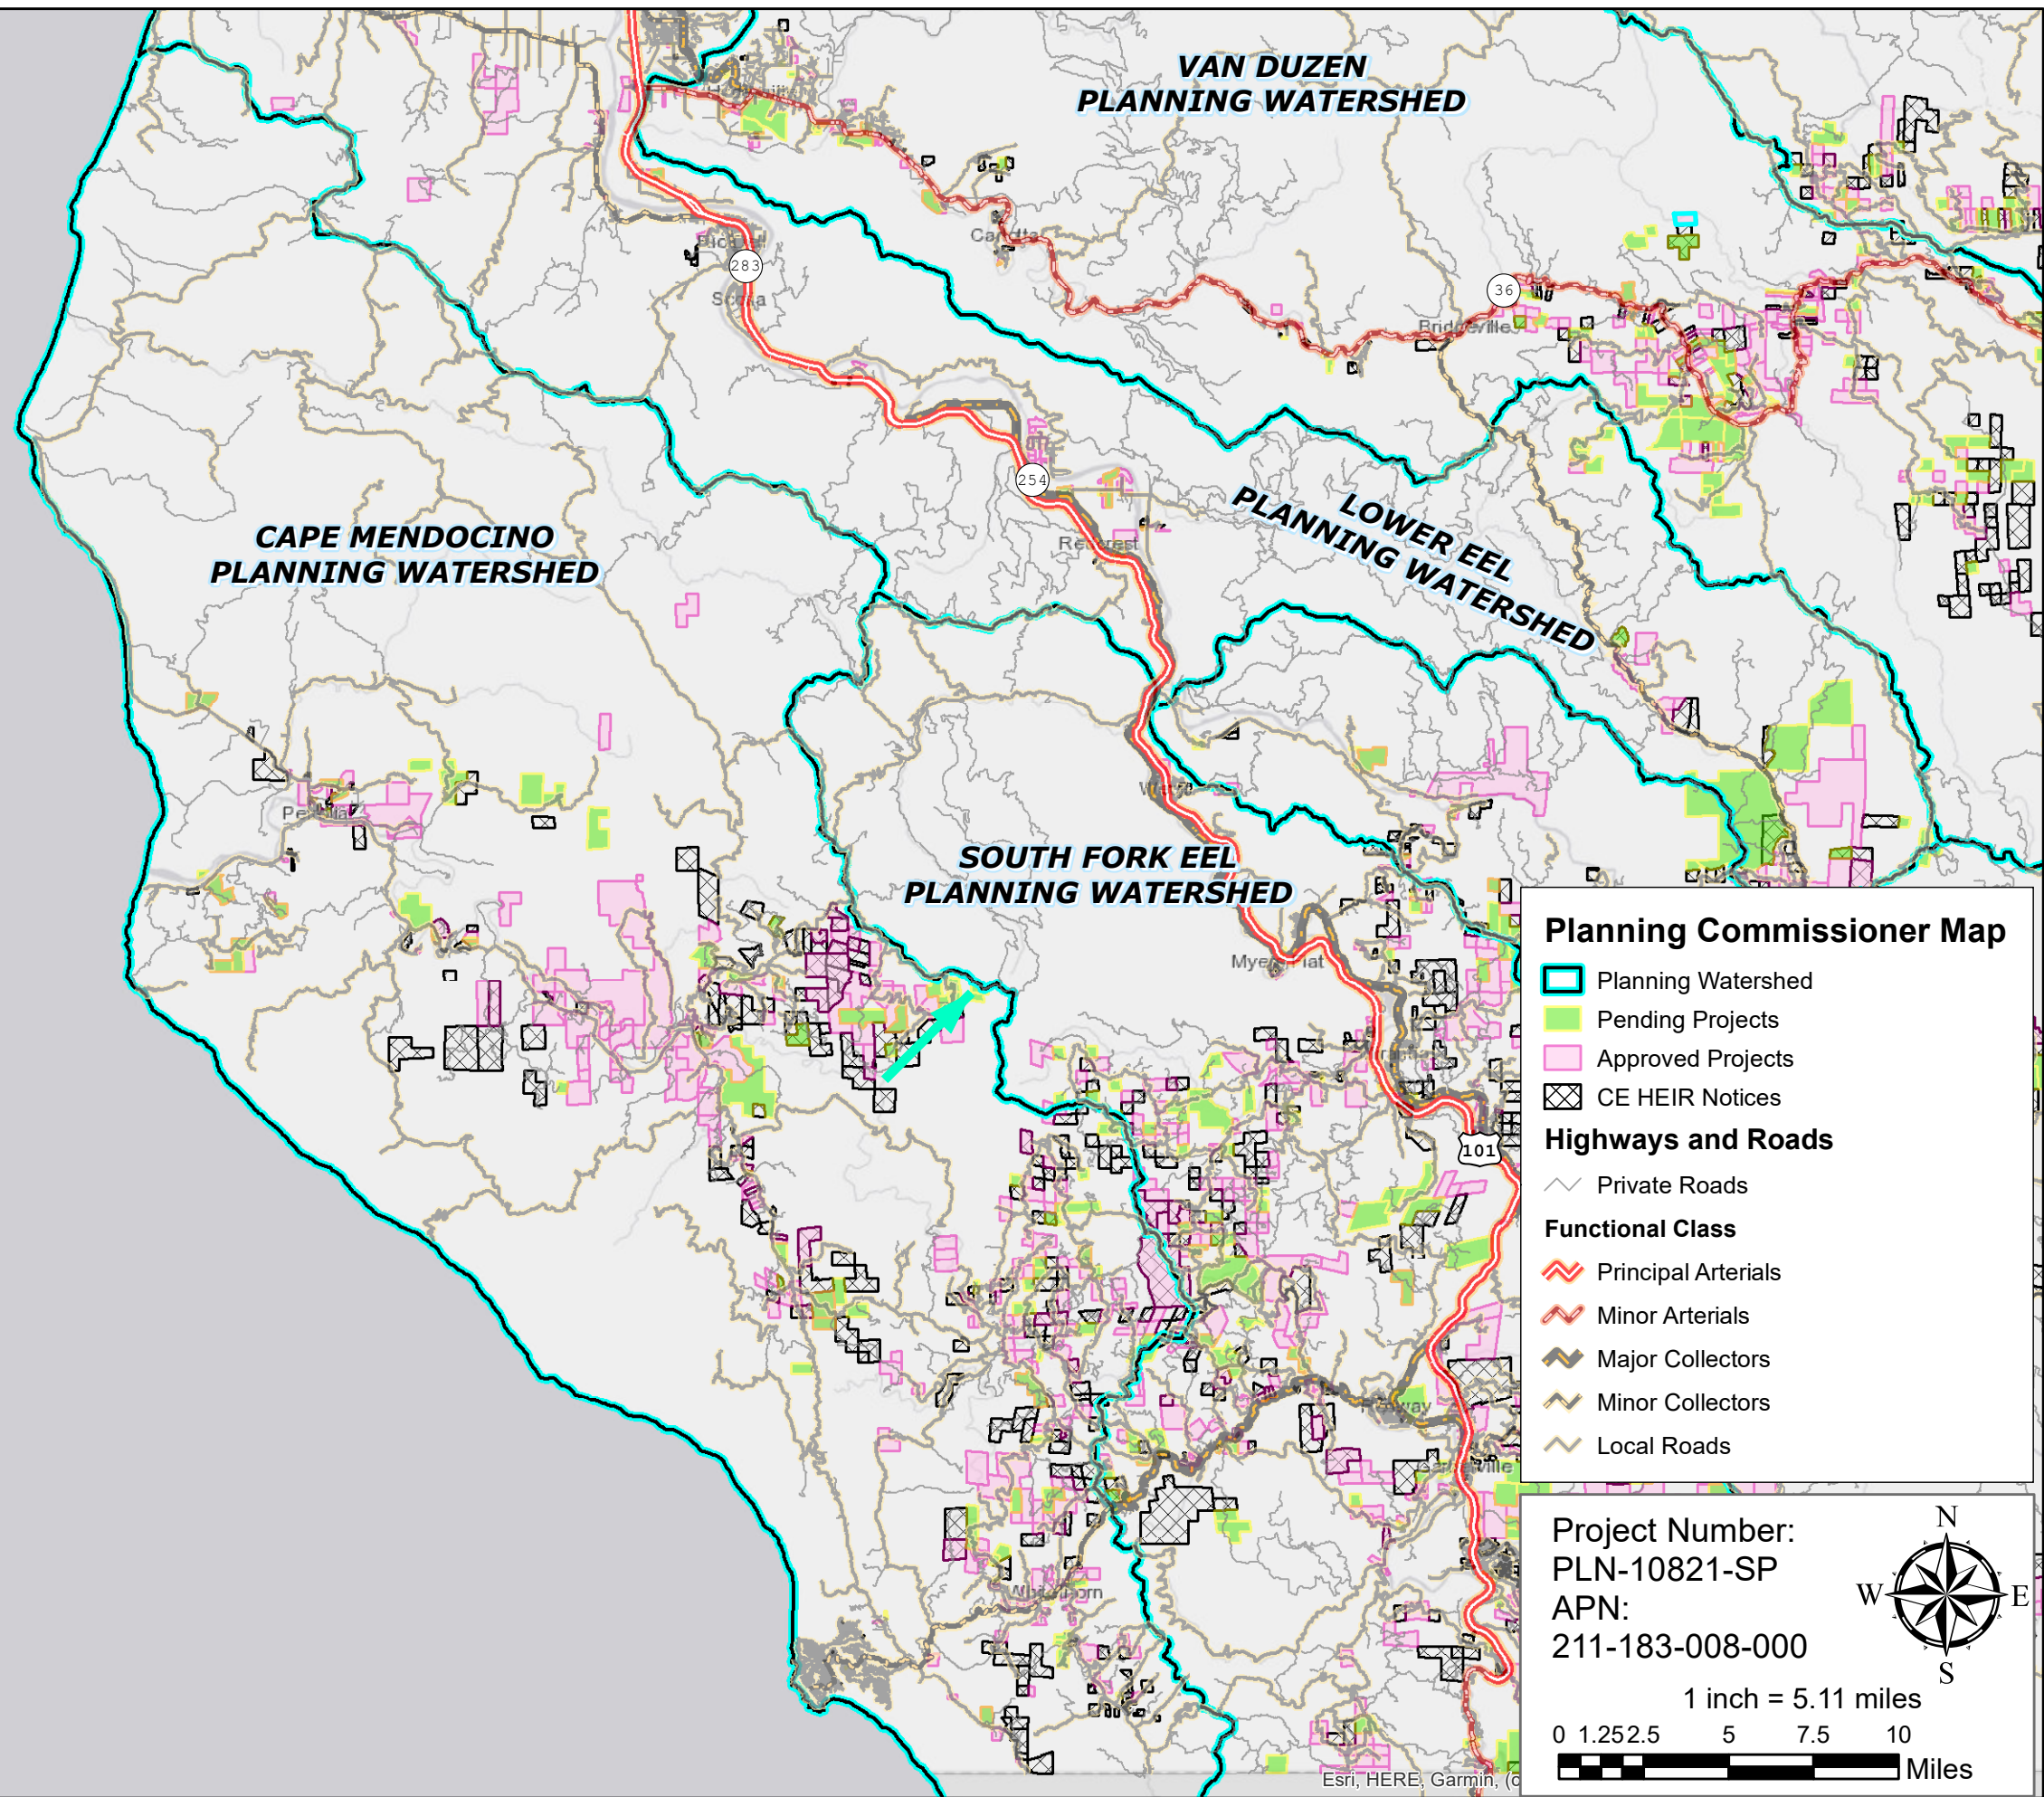 VAN DUZEN
PLANNING WATERSHED
283
36
Bridgeville
254
Redcrest
LOWER EEL
PLANNING WATERSHED
CAPE MENDOCINO
PLANNING WATERSHED
SOUTH FORK EEL
PLANNING WATERSHED
101
Planning Commissioner Map
Planning Watershed
Pending Projects
Approved Projects
CE HEIR Notices
Highways and Roads
Private Roads
Functional Class
Principal Arterials
Minor Arterials
Major Collectors
Minor Collectors
Local Roads
Project Number:
PLN-10821-SP
APN:
211-183-008-000
N
W
E
S
1 inch = 5.11 miles
0 1.25 2.5 5 7.5 10
Miles
Esri, HERE, Garmin, (c